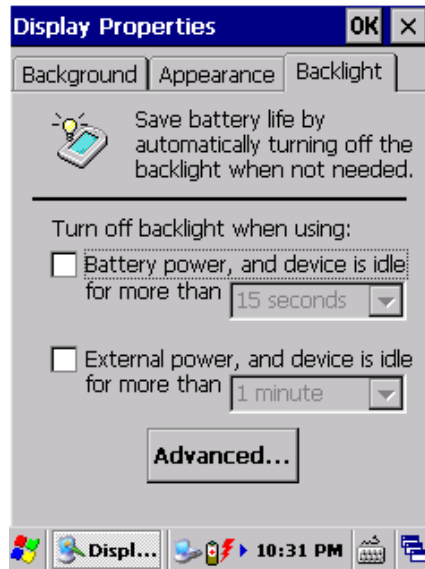 Display Properties OK ×
Background Appearance Backlight
Save battery life by
automatically turning off the
backlight when not needed.
Turn off backlight when using:
Battery power, and device is idle
for more than 15 seconds
External power, and device is idle
for more than 1 minute
Advanced...
Displ... 10:31 PM